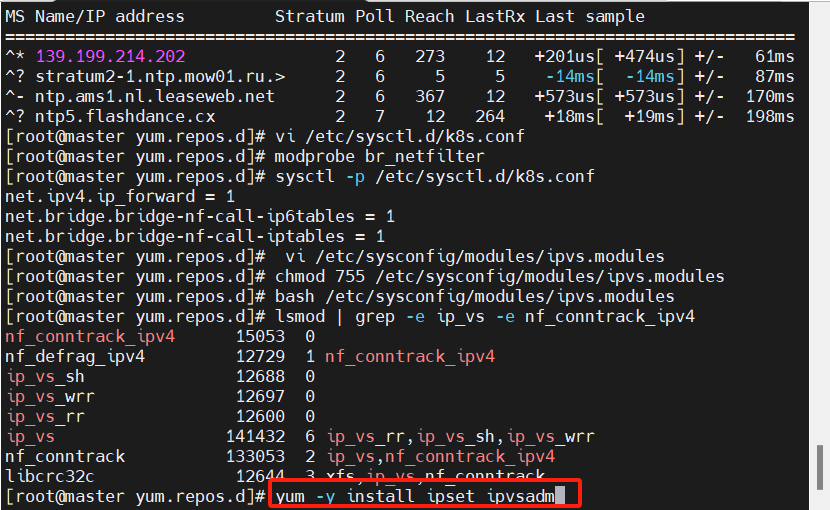 MS Name/IP address         Stratum Poll Reach LastRx Last sample
===============================================================================
^* 139.199.214.202               2   6   273    12   +201us[ +474us] +/-   61ms
^? stratum2-1.ntp.mow01.ru.>     2   6     5     5    -14ms[  -14ms] +/-   87ms
^- ntp.ams1.nl.leaseweb.net      2   6   367    12   +573us[ +573us] +/-  170ms
^? ntp5.flashdance.cx            2   7    12   264    +18ms[  +19ms] +/-  198ms
[root@master yum.repos.d]# vi /etc/sysctl.d/k8s.conf
[root@master yum.repos.d]# modprobe br_netfilter
[root@master yum.repos.d]# sysctl -p /etc/sysctl.d/k8s.conf
net.ipv4.ip_forward = 1
net.bridge.bridge-nf-call-ip6tables = 1
net.bridge.bridge-nf-call-iptables = 1
[root@master yum.repos.d]#  vi /etc/sysconfig/modules/ipvs.modules
[root@master yum.repos.d]# chmod 755 /etc/sysconfig/modules/ipvs.modules
[root@master yum.repos.d]# bash /etc/sysconfig/modules/ipvs.modules
[root@master yum.repos.d]# lsmod | grep -e ip_vs -e nf_conntrack_ipv4
nf_conntrack_ipv4      15053  0
nf_defrag_ipv4         12729  1 nf_conntrack_ipv4
ip_vs_sh               12688  0
ip_vs_wrr              12697  0
ip_vs_rr               12600  0
ip_vs                 141432  6 ip_vs_rr,ip_vs_sh,ip_vs_wrr
nf_conntrack          133053  2 ip_vs,nf_conntrack_ipv4
libcrc32c              12644  3 xfs,ip_vs,nf_conntrack
[root@master yum.repos.d]# yum -y install ipset ipvsadm